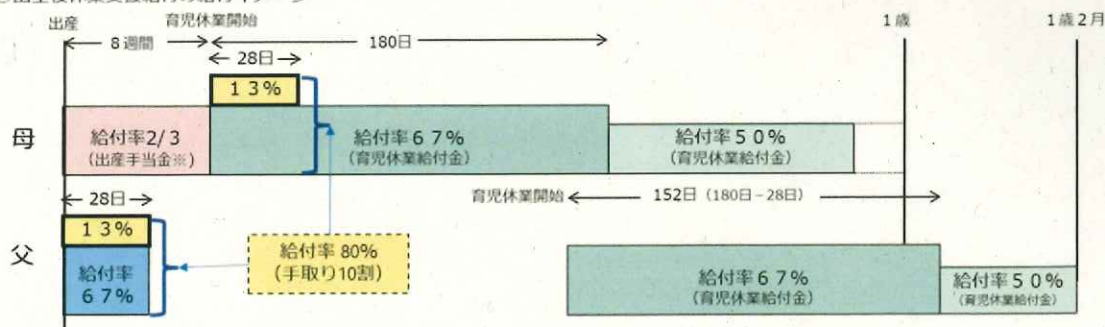 出産
育児休業開始
1歳
1歳2月
8週間
180日
28日
13%
母
給付率2/3
(出産手当金※)
給付率67%
(育児休業給付金)
給付率50%
(育児休業給付金)
28日
育児休業開始
152日(180日-28日)
父
13%
給付率
67%
給付率80%
(手取り10割)
給付率67%
(育児休業給付金)
給付率50%
(育児休業給付金)